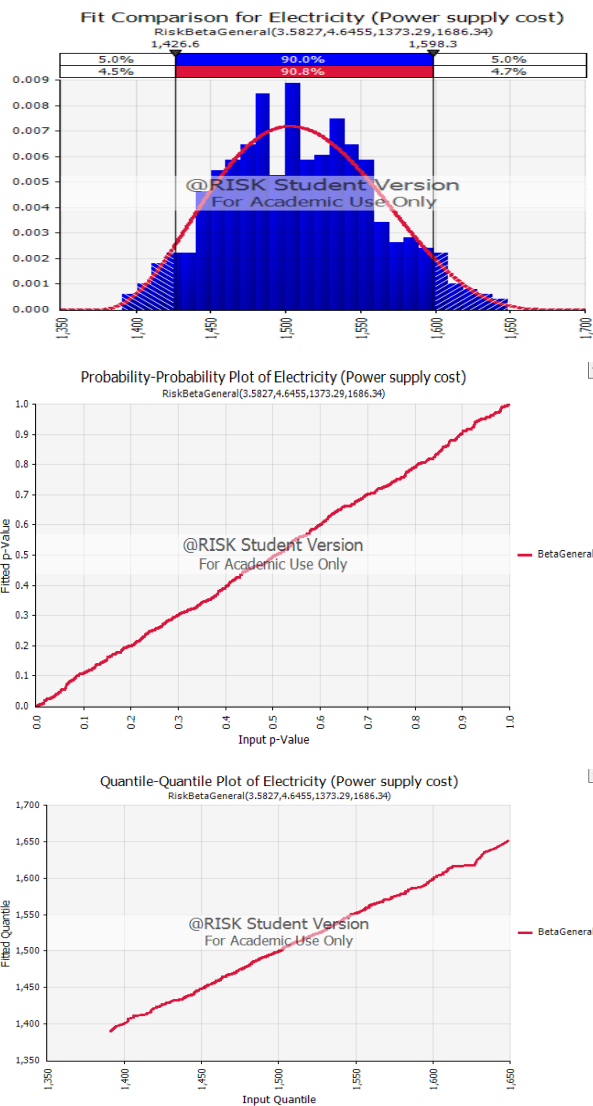 Fit Comparison for Electricity (Power supply cost)
RiskBetaGeneral(3.5827,4.6455,1373.29,1686.34)
1,426.6 1,598.3
5.0% 90.0% 5.0%
4.5% 90.8% 4.7%
0.009
0.008
0.007
0.006
0.005
0.004
0.003
0.002
0.001
0.000
@RISK Student Version
For Academic Use Only
1,350 1,400 1,450 1,500 1,550 1,600 1,650 1,700
Probability-Probability Plot of Electricity (Power supply cost)
RiskBetaGeneral(3.5827,4.6455,1373.29,1686.34)
Fitted p-Value
1.0
0.9
0.8
0.7
0.6
0.5
0.4
0.3
0.2
0.1
0.0
@RISK Student Version
For Academic Use Only
BetaGeneral
0.0 0.1 0.2 0.3 0.4 0.5 0.6 0.7 0.8 0.9 1.0
Input p-Value
Quantile-Quantile Plot of Electricity (Power supply cost)
RiskBetaGeneral(3.5827,4.6455,1373.29,1686.34)
Fitted Quantile
1,700
1,650
1,600
1,550
1,500
1,450
1,400
1,350
@RISK Student Version
For Academic Use Only
BetaGeneral
1,350 1,400 1,450 1,500 1,550 1,600 1,650
Input Quantile